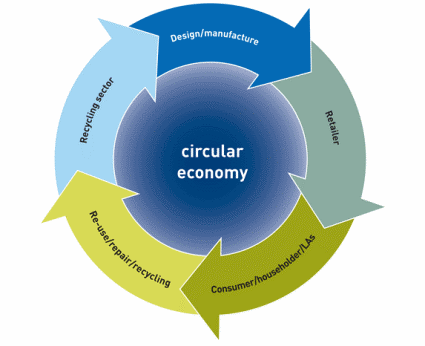 Design/manufacture
Retailer
Consumer/householder/LAs
Re-use/repair/recycling
Recycling sector
circular
economy